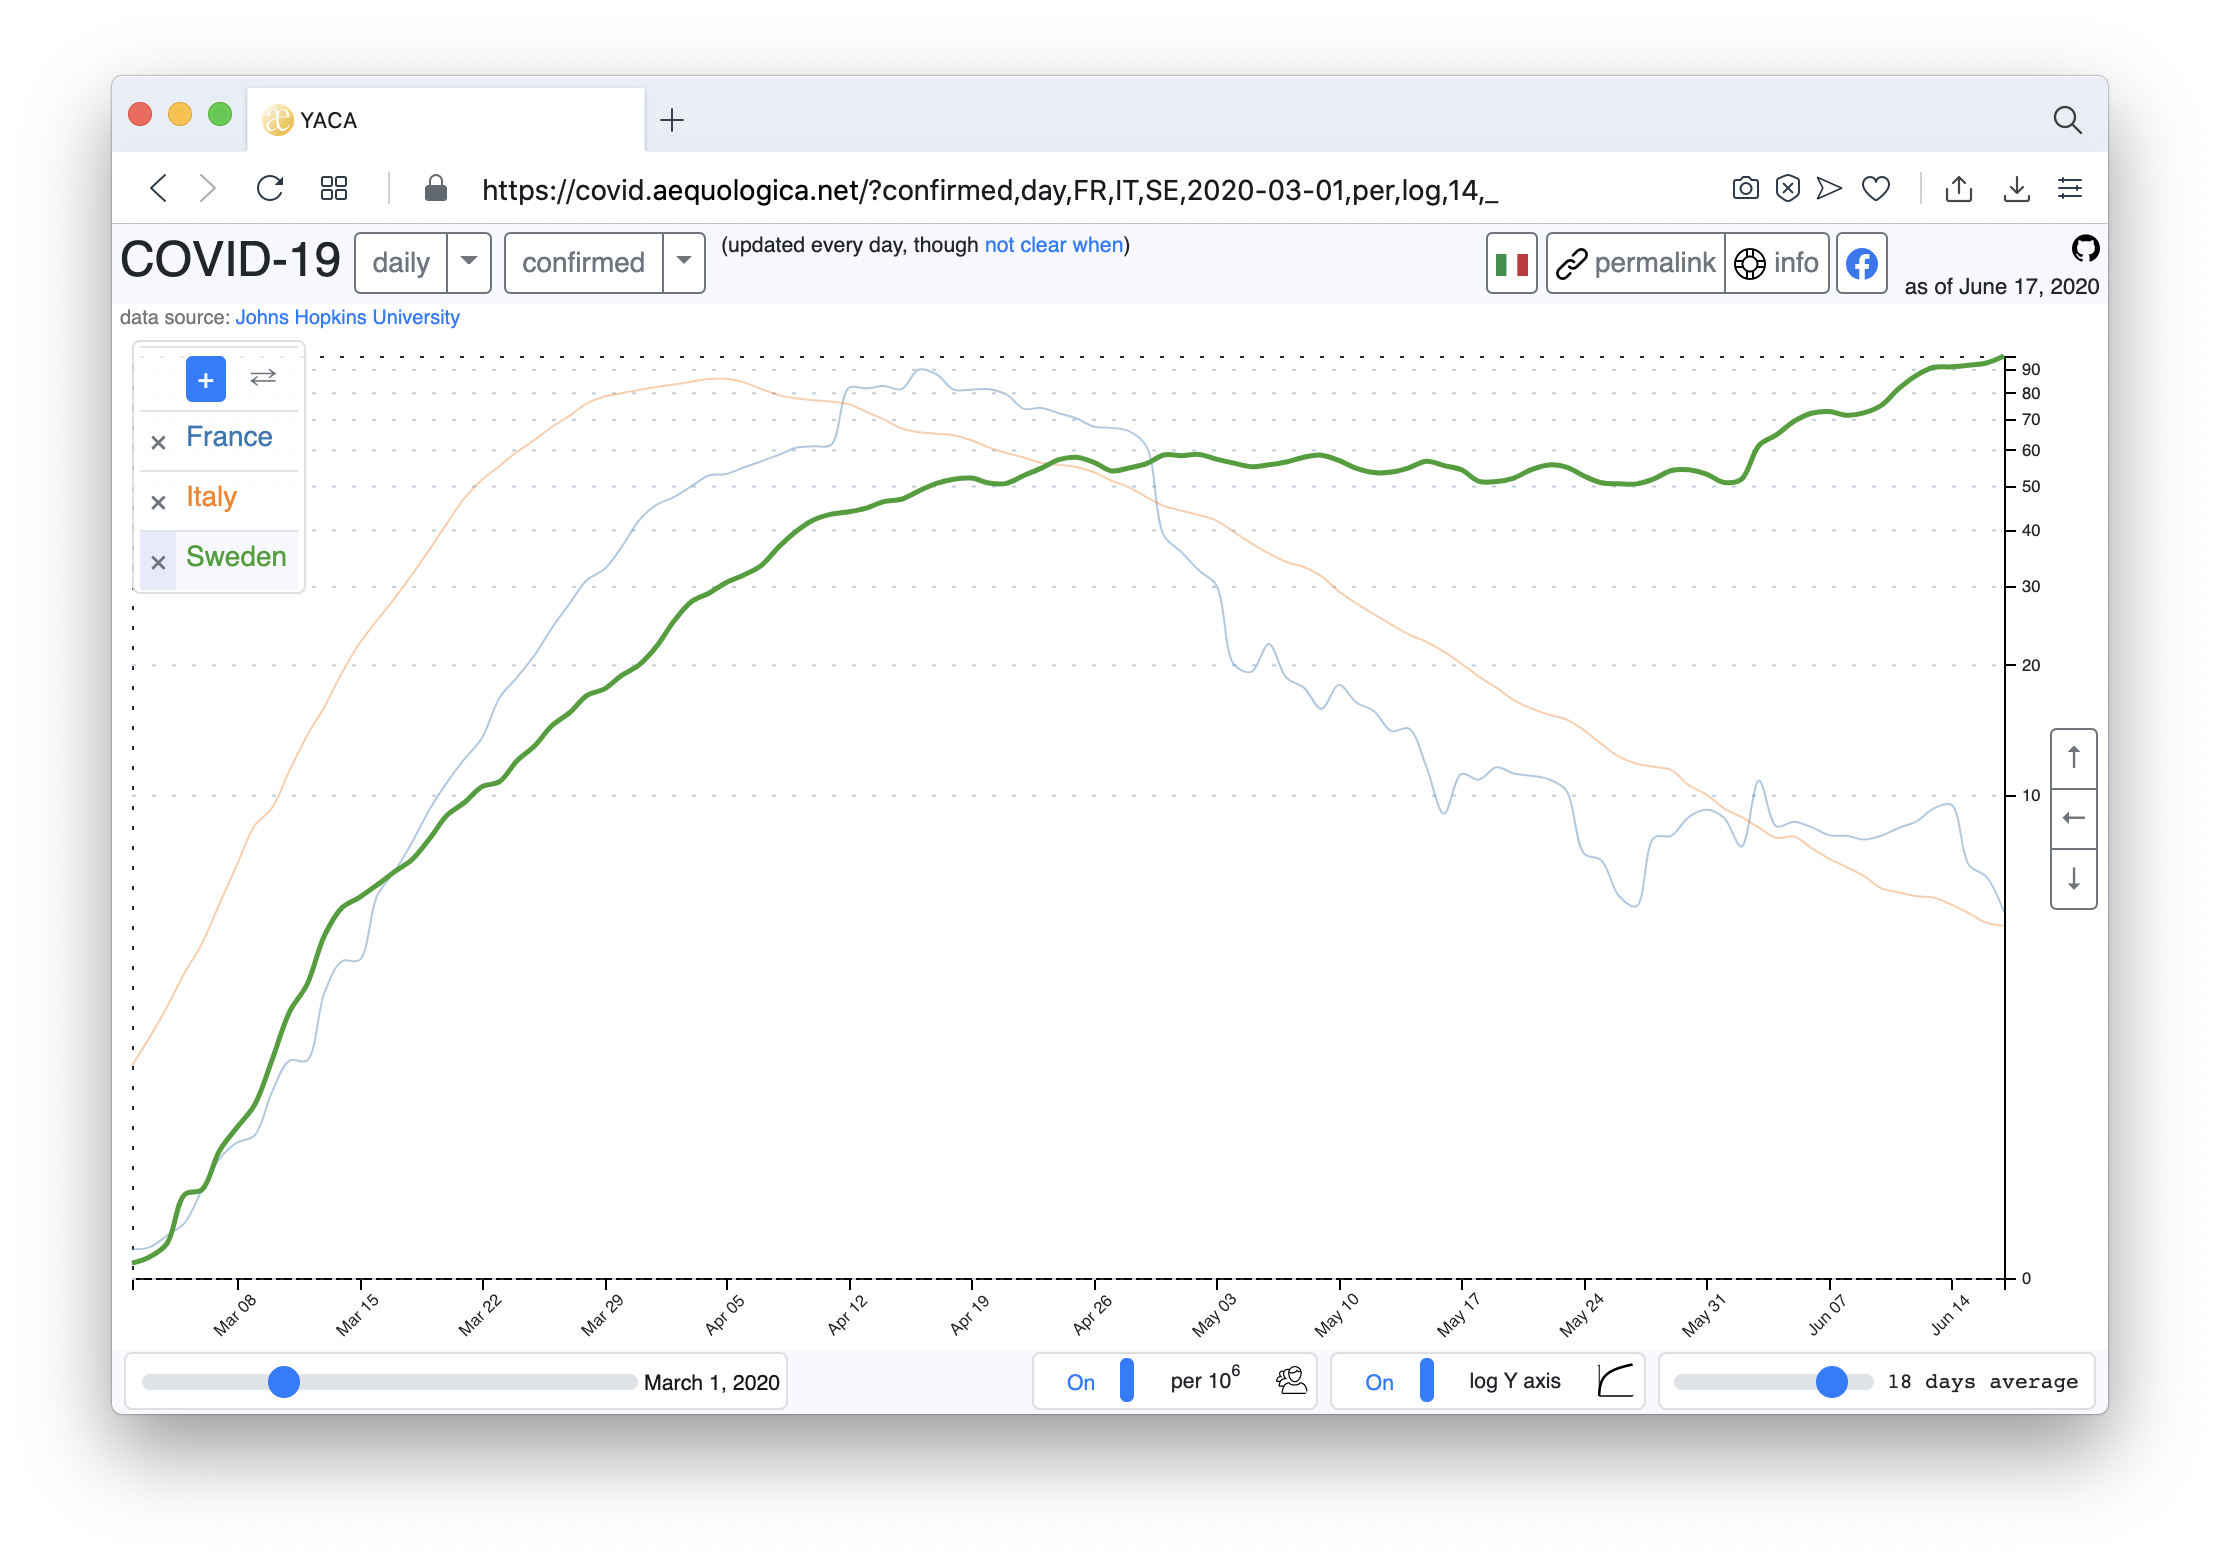 YACA
https://covid.aequologica.net/?confirmed,day,FR,IT,SE,2020-03-01,per,log,14,_
COVID-19 daily confirmed (updated every day, though not clear when) permalink info
as of June 17, 2020
data source: Johns Hopkins University
+
France
Italy
Sweden
90
80
70
60
50
40
30
20
10
0
Mar 08 Mar 15 Mar 22 Mar 29 Apr 05 Apr 12 Apr 19 Apr 26 May 03 May 10 May 17 May 24 May 31 Jun 07 Jun 14
March 1, 2020 On per 10⁶ On log Y axis 18 days average